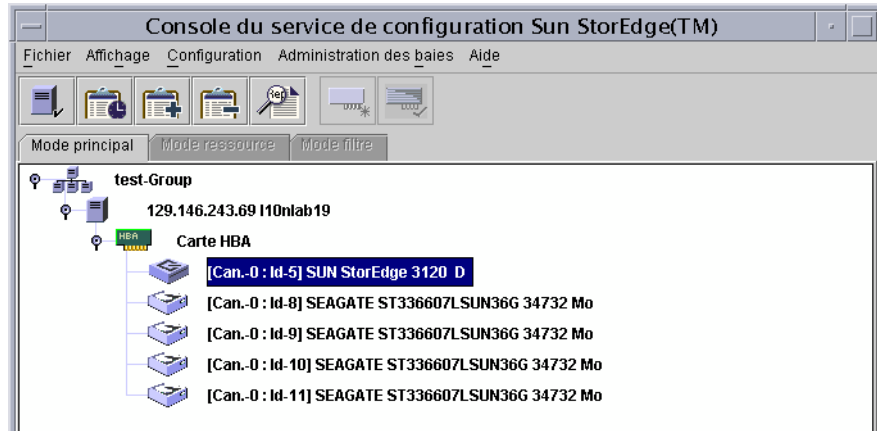 Console du service de configuration Sun StorEdge(TM)
Fichier Affichage Configuration Administration des baies Aide
Rep
Mode principal Mode ressource Mode filtre
test-Group
129.146.243.69 l10nlab19
HBA Carte HBA
[Can.-0 : Id-5] SUN StorEdge 3120 D
[Can.-0 : Id-8] SEAGATE ST336607LSUN36G 34732 Mo
[Can.-0 : Id-9] SEAGATE ST336607LSUN36G 34732 Mo
[Can.-0 : Id-10] SEAGATE ST336607LSUN36G 34732 Mo
[Can.-0 : Id-11] SEAGATE ST336607LSUN36G 34732 Mo